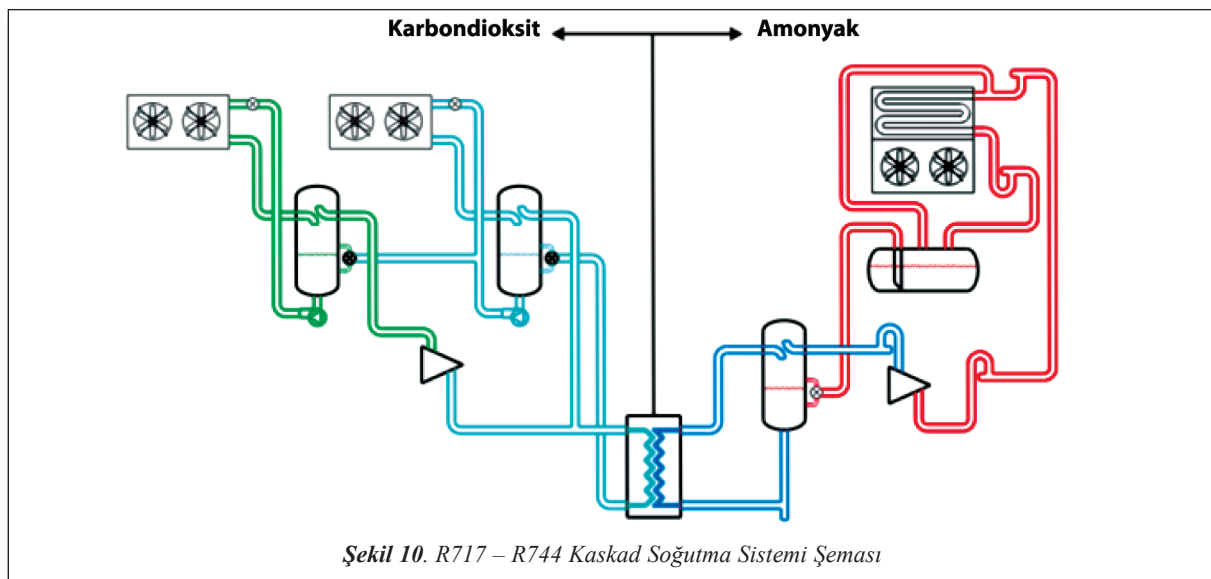 Karbondioksit Amonyak
Şekil 10. R717 – R744 Kaskad Soğutma Sistemi Şeması